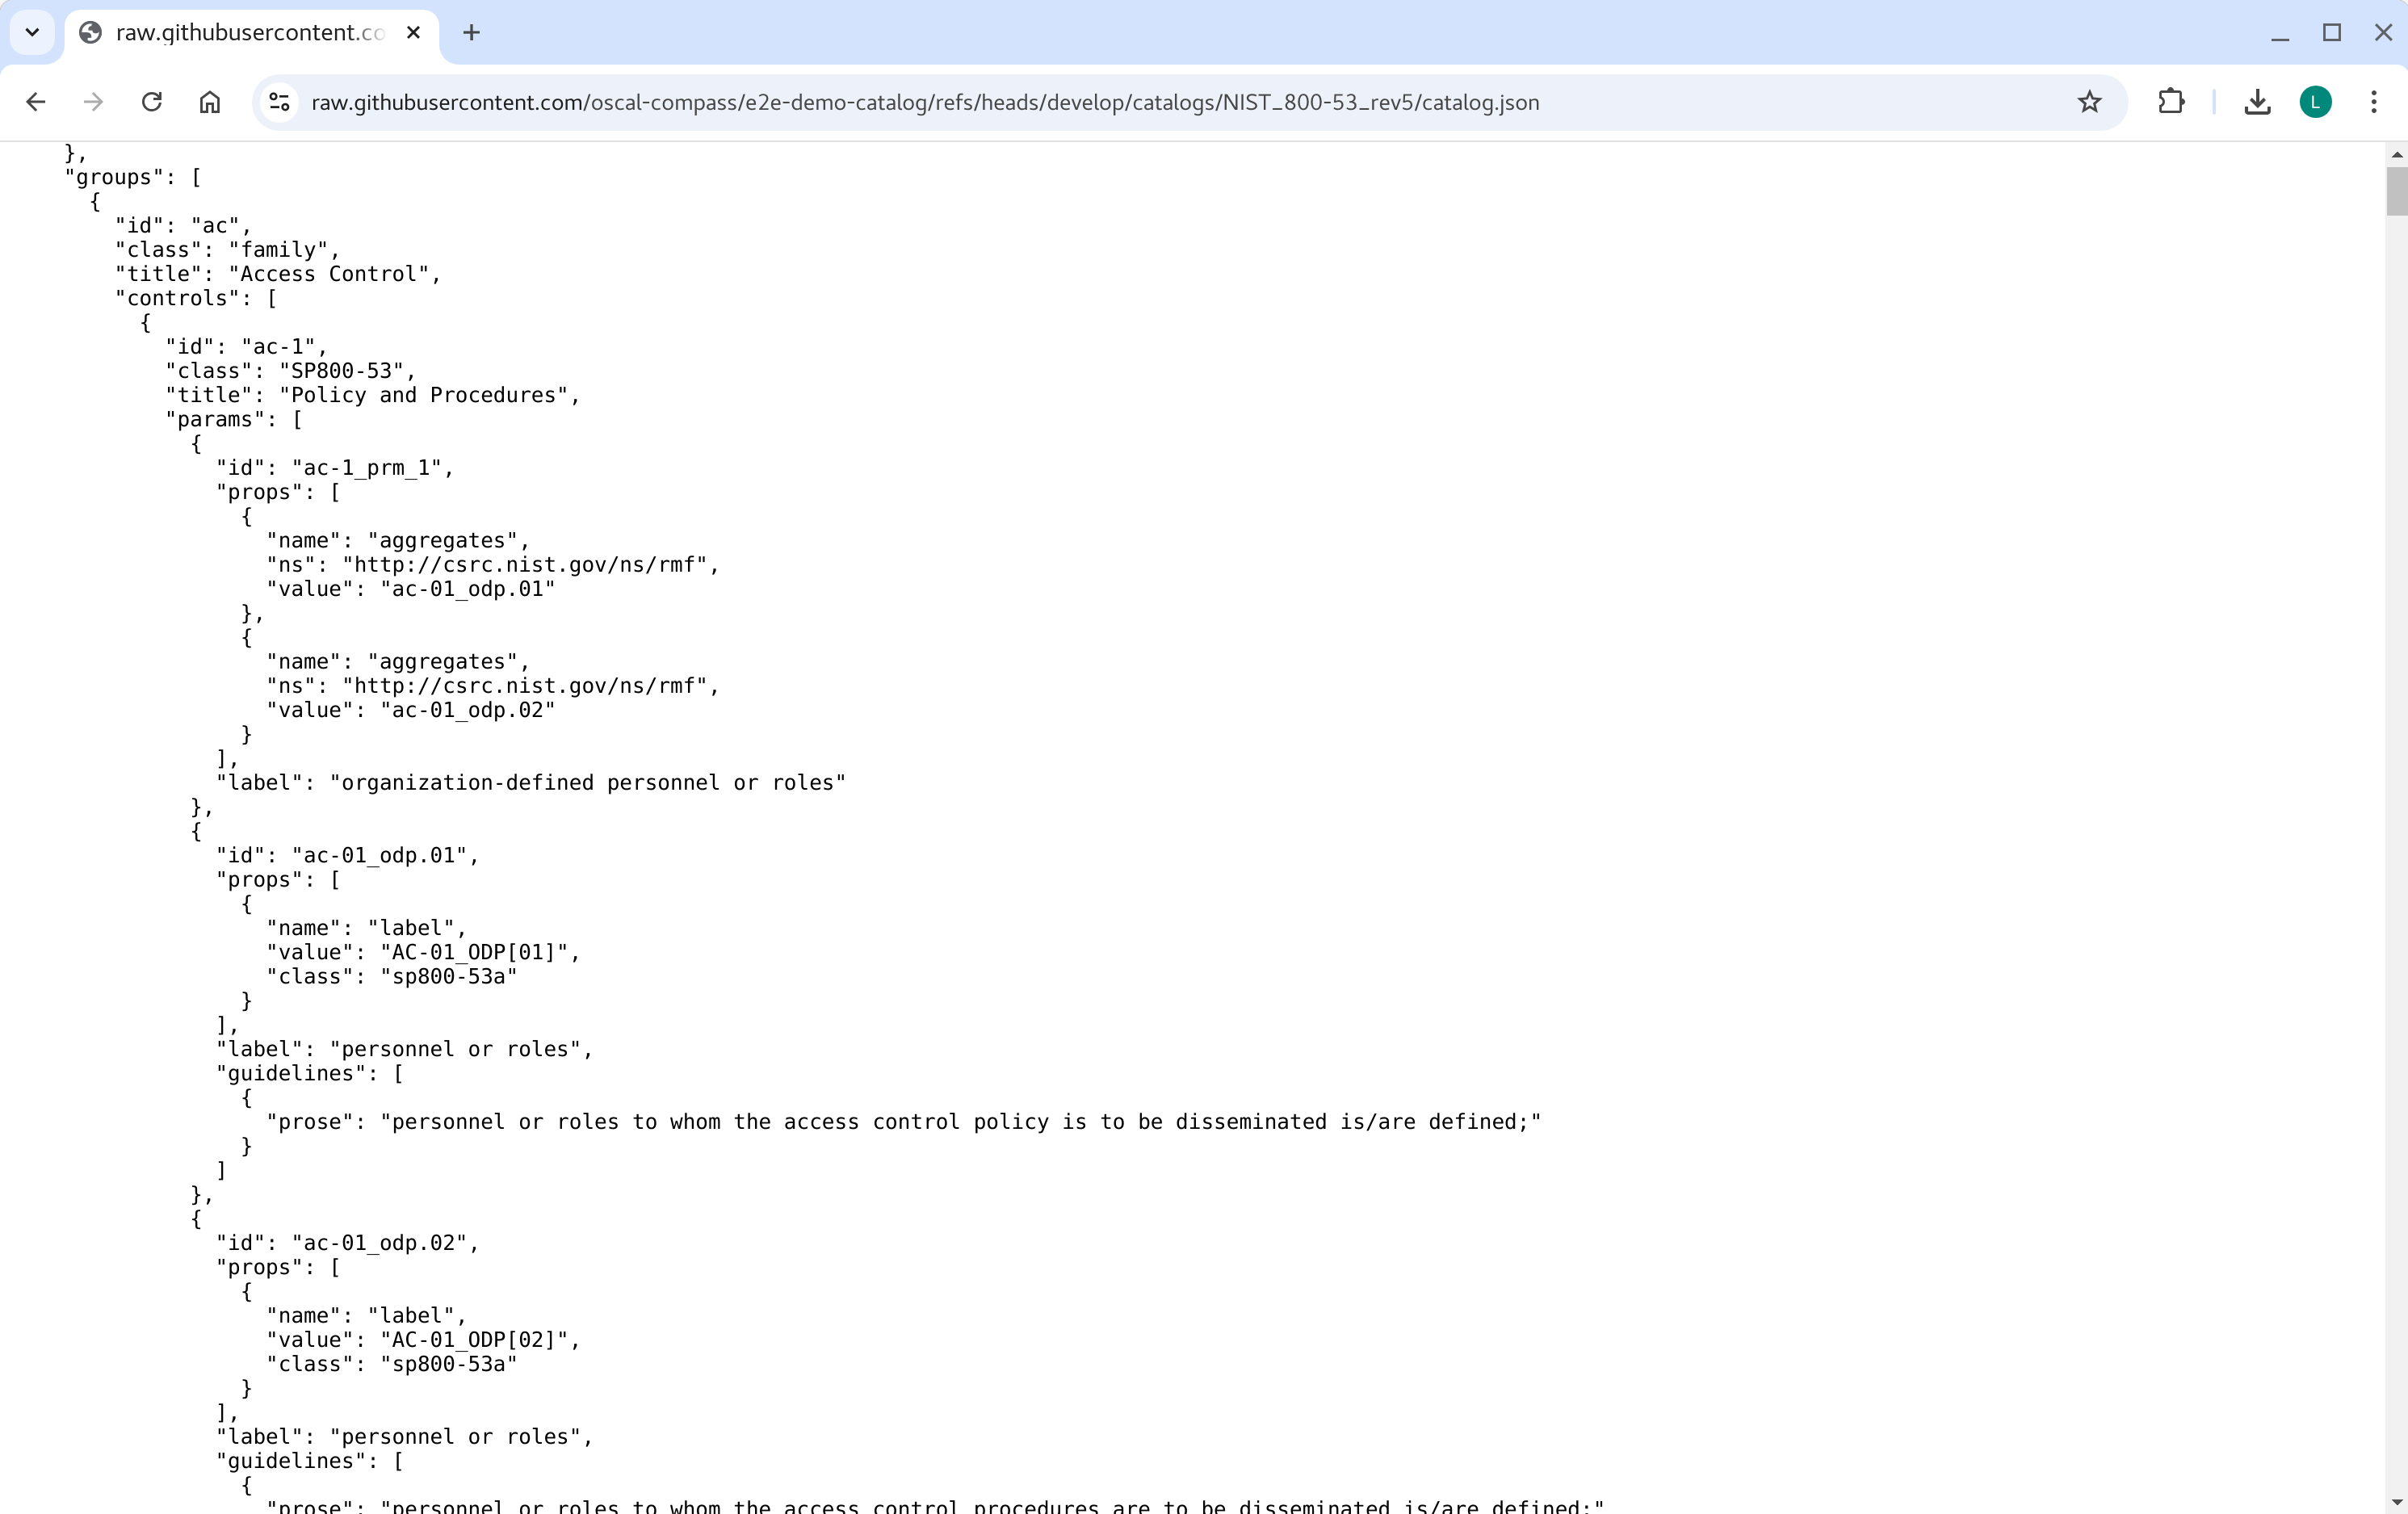 raw.githubusercontent.co
raw.githubusercontent.com/oscal-compass/e2e-demo-catalog/refs/heads/develop/catalogs/NIST_800-53_rev5/catalog.json
L
    },
    "groups": [
      {
        "id": "ac",
        "class": "family",
        "title": "Access Control",
        "controls": [
          {
            "id": "ac-1",
            "class": "SP800-53",
            "title": "Policy and Procedures",
            "params": [
              {
                "id": "ac-1_prm_1",
                "props": [
                  {
                    "name": "aggregates",
                    "ns": "http://csrc.nist.gov/ns/rmf",
                    "value": "ac-01_odp.01"
                  },
                  {
                    "name": "aggregates",
                    "ns": "http://csrc.nist.gov/ns/rmf",
                    "value": "ac-01_odp.02"
                  }
                ],
                "label": "organization-defined personnel or roles"
              },
              {
                "id": "ac-01_odp.01",
                "props": [
                  {
                    "name": "label",
                    "value": "AC-01_ODP[01]",
                    "class": "sp800-53a"
                  }
                ],
                "label": "personnel or roles",
                "guidelines": [
                  {
                    "prose": "personnel or roles to whom the access control policy is to be disseminated is/are defined;"
                  }
                ]
              },
              {
                "id": "ac-01_odp.02",
                "props": [
                  {
                    "name": "label",
                    "value": "AC-01_ODP[02]",
                    "class": "sp800-53a"
                  }
                ],
                "label": "personnel or roles",
                "guidelines": [
                  {
                    "prose": "personnel or roles to whom the access control procedures are to be disseminated is/are defined;"